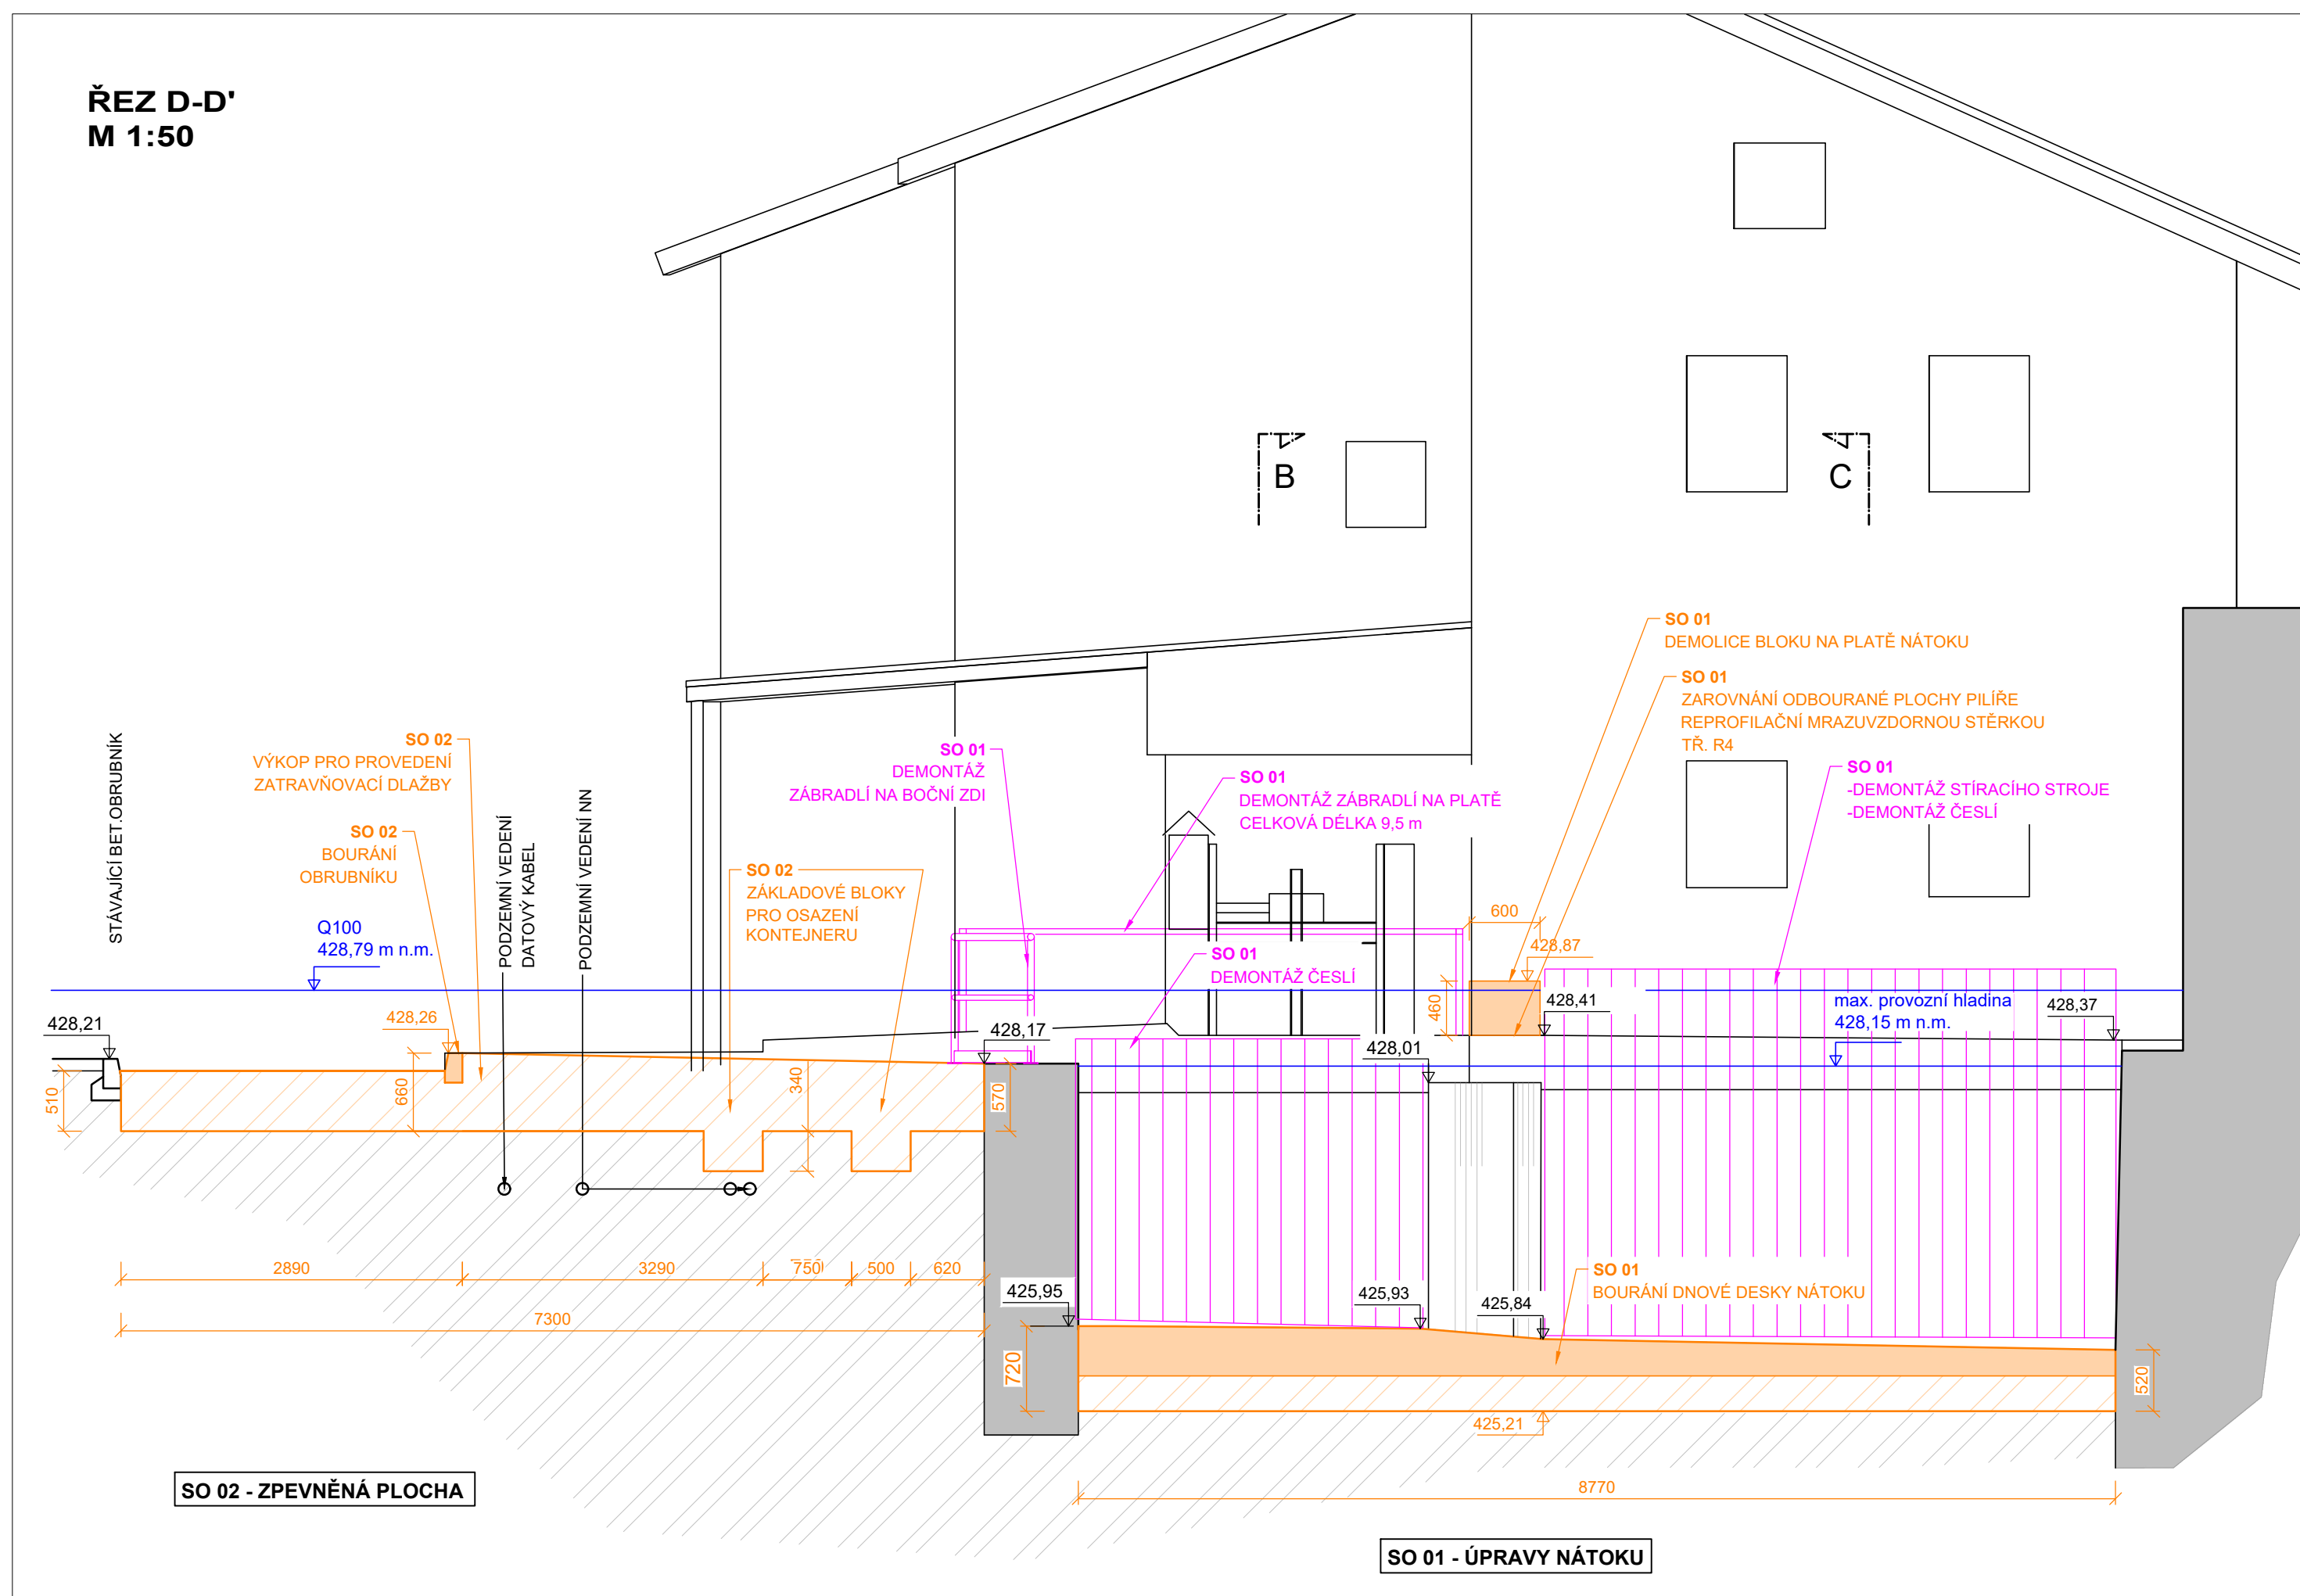 ŘEZ D-D'
M 1:50
B
C
SO 01
DEMOLICE BLOKU NA PLATĚ NÁTOKU
SO 01
ZAROVNÁNÍ ODBOURANÉ PLOCHY PILÍŘE
REPROFILAČNÍ MRAZUVZDORNOU STĚRKOU
TŘ. R4
STÁVAJÍCÍ BET.OBRUBNÍK
SO 02
VÝKOP PRO PROVEDENÍ
ZATRAVŇOVACÍ DLAŽBY
SO 02
BOURÁNÍ
OBRUBNÍKU
PODZEMNÍ VEDENÍ
DATOVÝ KABEL
PODZEMNÍ VEDENÍ NN
SO 01
DEMONTÁŽ
ZÁBRADLÍ NA BOČNÍ ZDI
SO 01
DEMONTÁŽ ZÁBRADLÍ NA PLATĚ
CELKOVÁ DÉLKA 9,5 m
SO 01
-DEMONTÁŽ STÍRACÍHO STROJE
-DEMONTÁŽ ČESLÍ
SO 02
ZÁKLADOVÉ BLOKY
PRO OSAZENÍ
KONTEJNERU
SO 01
DEMONTÁŽ ČESLÍ
Q100
428,79 m n.m.
600
428,87
460
428,41
max. provozní hladina
428,15 m n.m.
428,37
428,21
428,26
428,17
428,01
510
660
340
570
2890
3290
750
500
620
7300
425,95
425,93
425,84
SO 01
BOURÁNÍ DNOVÉ DESKY NÁTOKU
720
520
425,21
8770
SO 02 - ZPEVNĚNÁ PLOCHA
SO 01 - ÚPRAVY NÁTOKU